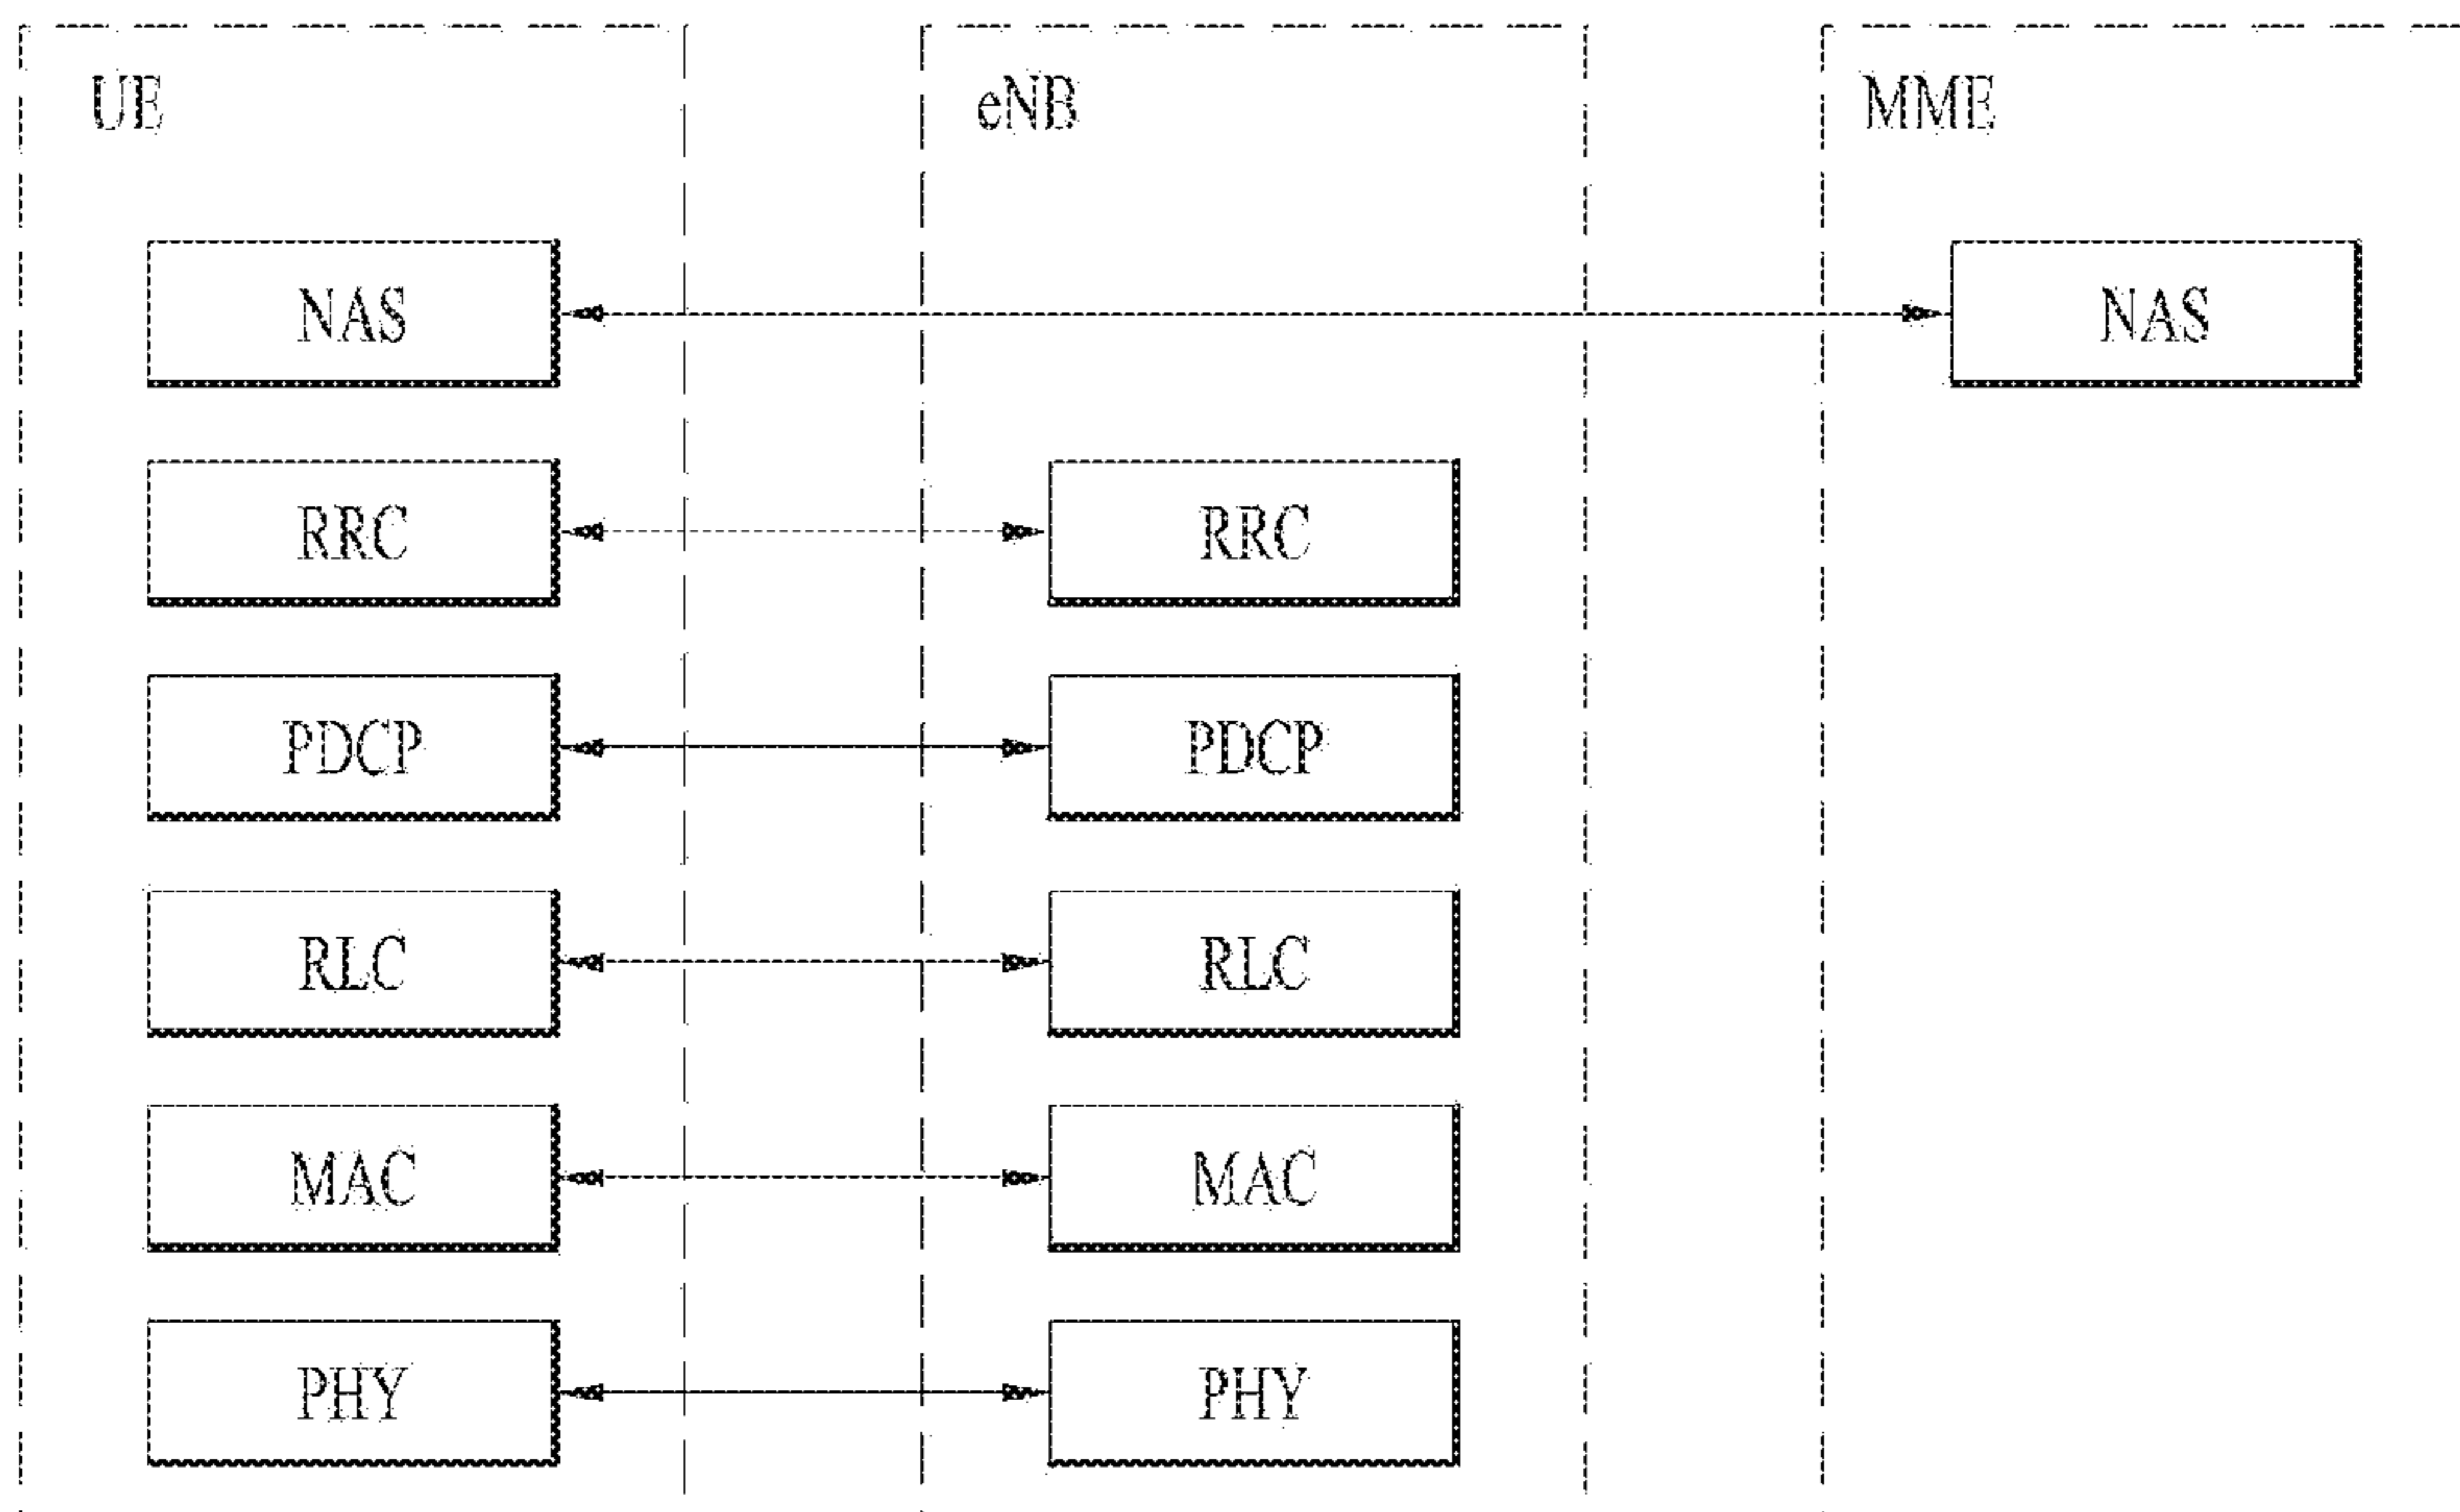 UE eNB MME
NAS NAS
RRC RRC
PDCP PDCP
RLC RLC
MAC MAC
PHY PHY